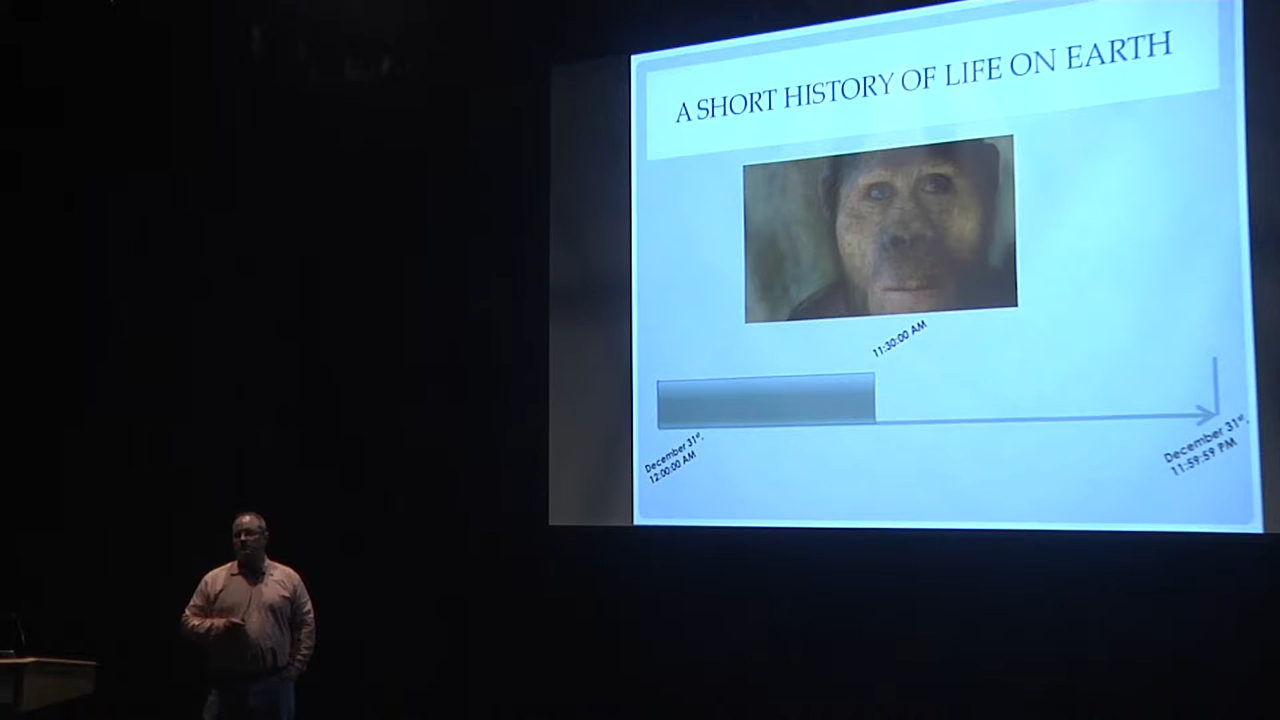 A SHORT HISTORY OF LIFE ON EARTH
11:30:00 AM
December 31st,
12:00:00 AM
December 31st,
11:59:59 PM